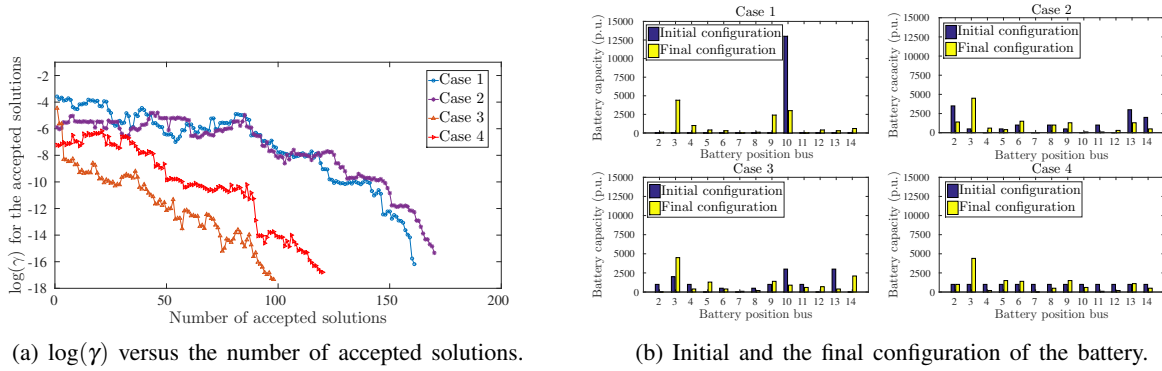 -2
-4
-6
-8
-10
-12
-14
-16
-18
0
50
100
150
200
log(γ) for the accepted solutions
Number of accepted solutions
Case 1
Case 2
Case 3
Case 4
(a) log(γ) versus the number of accepted solutions.
Case 1
15000
12500
10000
7500
5000
2500
0
Battery capacity (p.u.)
Initial configuration
Final configuration
2 3 4 5 6 7 8 9 10 11 12 13 14
Battery position bus
Case 2
15000
12500
10000
7500
5000
2500
0
Battery cacacity (p.u.)
Initial configuration
Final configuration
2 3 4 5 6 7 8 9 10 11 12 13 14
Battery position bus
Case 3
15000
12500
10000
7500
5000
2500
0
Battery capacity (p.u.)
Initial configuration
Final configuration
2 3 4 5 6 7 8 9 10 11 12 13 14
Battery position bus
Case 4
15000
12500
10000
7500
5000
2500
0
Battery capacity (p.u.)
Initial configuration
Final configuration
2 3 4 5 6 7 8 9 10 11 12 13 14
Battery position bus
(b) Initial and the final configuration of the battery.